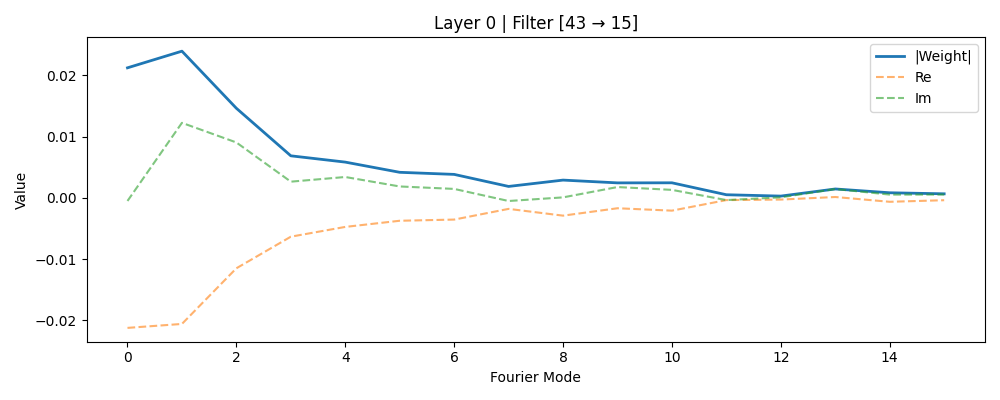 Layer 0 | Filter [43 → 15]
|Weight|
Re
Im
Value
0.02
0.01
0.00
−0.01
−0.02
0 2 4 6 8 10 12 14
Fourier Mode